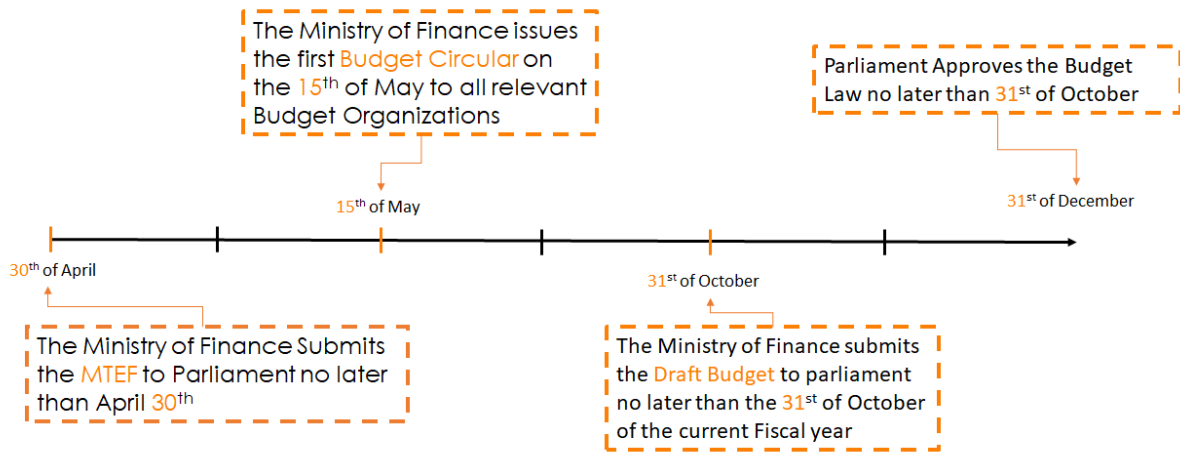 The Ministry of Finance issues
the first Budget Circular on
the 15th of May to all relevant
Budget Organizations
Parliament Approves the Budget
Law no later than 31st of October
15th of May
31st of December
30th of April
31st of October
The Ministry of Finance Submits
the MTEF to Parliament no later
than April 30th
The Ministry of Finance submits
the Draft Budget to parliament
no later than the 31st of October
of the current Fiscal year